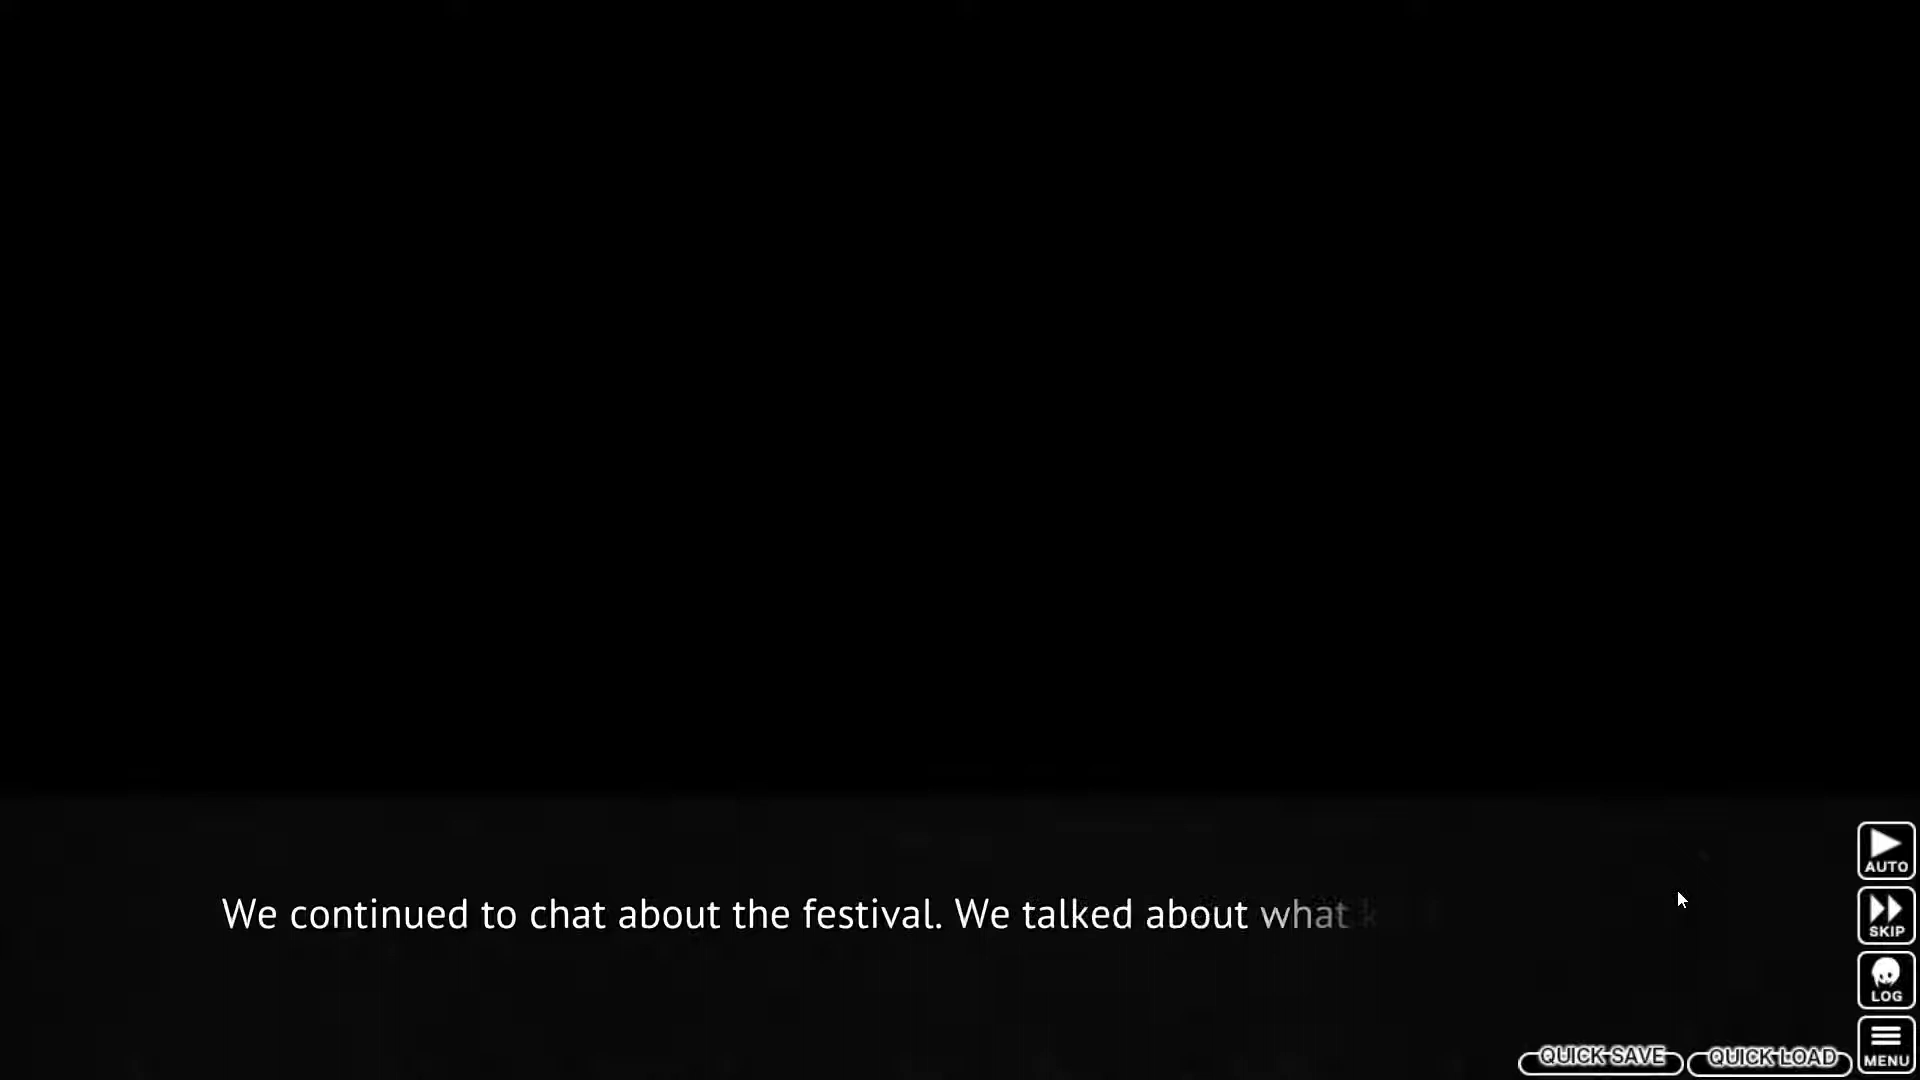 We continued to chat about the festival. We talked about what k
AUTO
SKIP
LOG
MENU
QUICK SAVE
QUICK LOAD